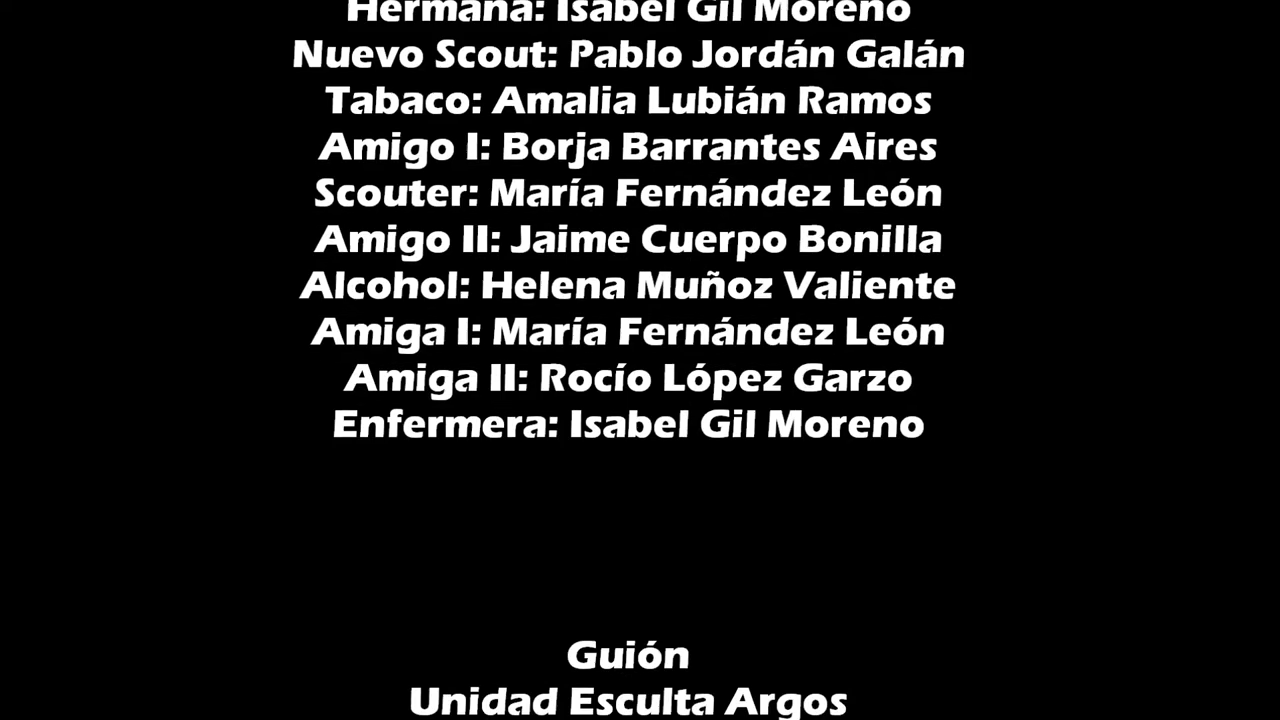 Hermana: Isabel Gil Moreno
Nuevo Scout: Pablo Jordán Galán
Tabaco: Amalia Lubián Ramos
Amigo I: Borja Barrantes Aires
Scouter: María Fernández León
Amigo II: Jaime Cuerpo Bonilla
Alcohol: Helena Muñoz Valiente
Amiga I: María Fernández León
Amiga II: Rocío López Garzo
Enfermera: Isabel Gil Moreno
Guión
Unidad Esculta Argos